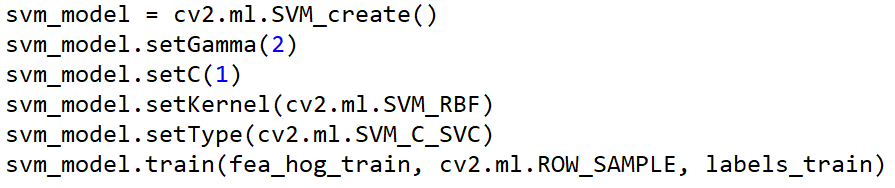 svm_model = cv2.ml.SVM_create()
svm_model.setGamma(2)
svm_model.setC(1)
svm_model.setKernel(cv2.ml.SVM_RBF)
svm_model.setType(cv2.ml.SVM_C_SVC)
svm_model.train(fea_hog_train, cv2.ml.ROW_SAMPLE, labels_train)